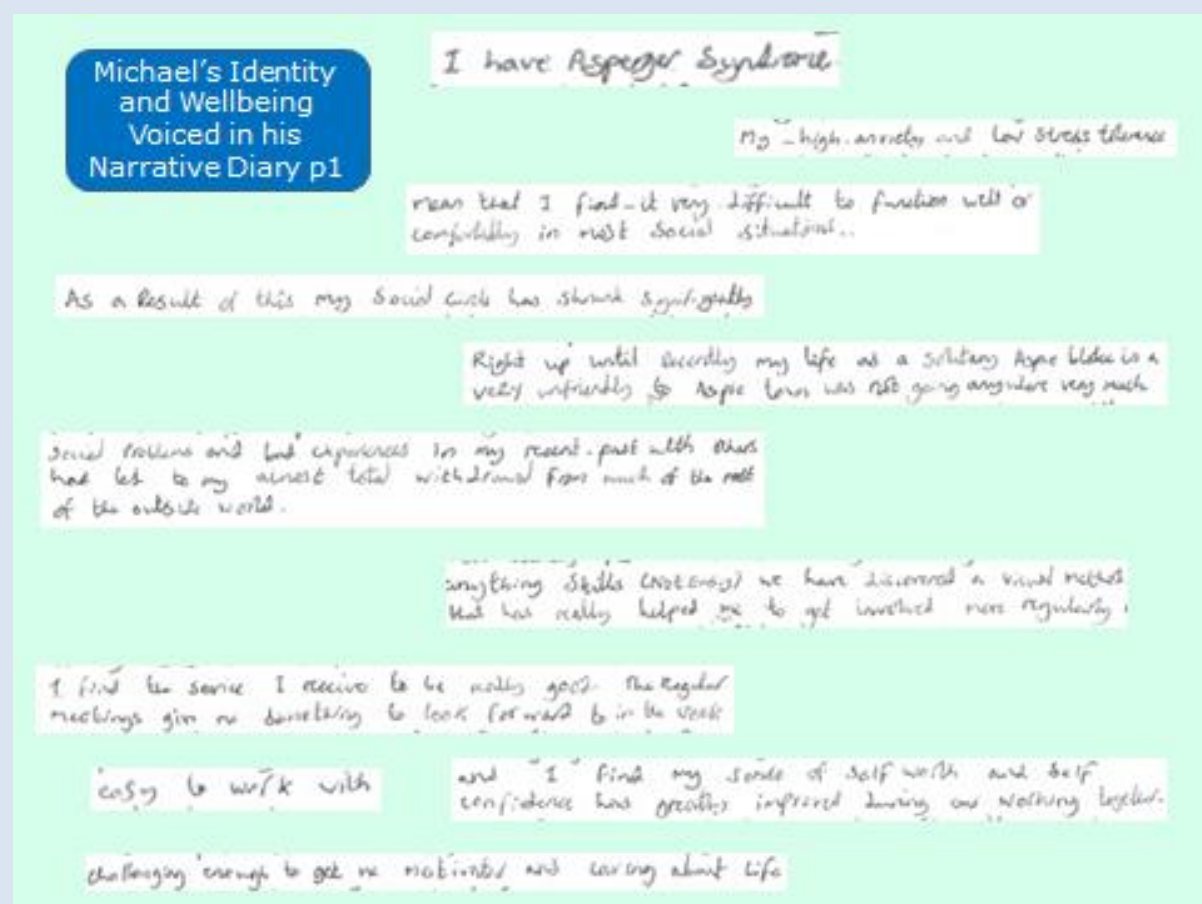 Michael's Identity
and Wellbeing
Voiced in his
Narrative Diary p1
I have Asperger Syndrome
My high anxiety and low stress tolerance
mean that I find it very difficult to function well or
comfortably in most social situations..
As a Result of this my Social Circle has shrunk significantly
Right up until Recently my life as a solitary Aspie bloke in a
very unfriendly to Aspie town was not going anywhere very much
Social Problems and bad experiences in my recent past with others
had led to my almost total withdrawal from much of the rest
of the outside world.
anything Skills we have discovered a visual method
that has really helped me to get involved more regularly.
I find the service I receive to be really good. The Regular
meetings give me something to look forward to in the week
easy to work with
and I find my sense of self worth and self
confidence has greatly improved during our working together.
challenging enough to get me motivated and caring about Life